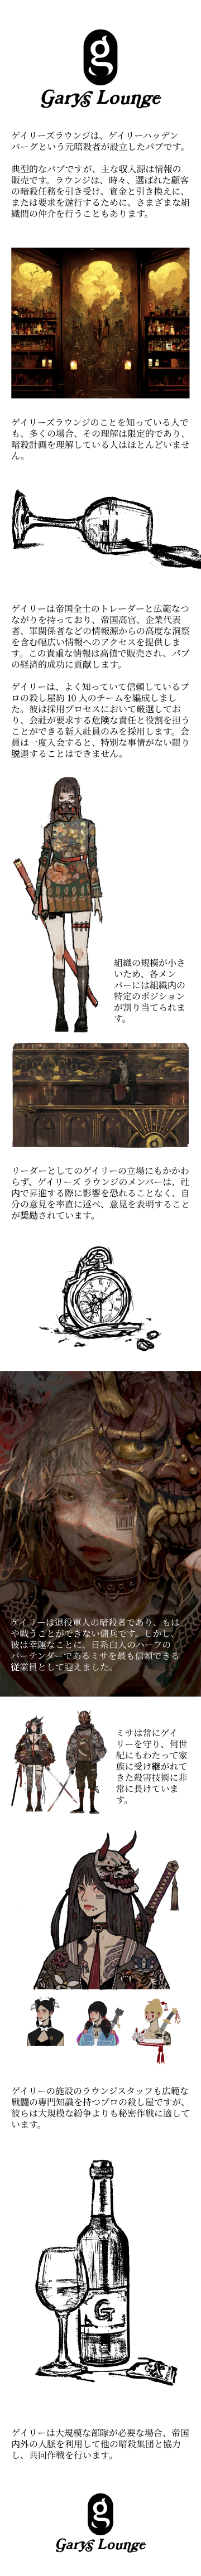 g
Garys Lounge
ゲイリーズラウンジは、ゲイリーハッデン
バーグという元暗殺者が設立したパブです。
典型的なパブですが、主な収入源は情報の
販売です。ラウンジは、時々、選ばれた顧客
の暗殺任務を引き受け、資金と引き換えに、
または要求を遂行するために、さまざまな組
織間の仲介を行うこともあります。
ゲイリーズラウンジのことを知っている人で
も、多くの場合、その理解は限定的であり、
暗殺計画を理解している人はほとんどいませ
ん。
ゲイリーは帝国全土のトレーダーと広範なつ
ながりを持っており、帝国高官、企業代表
者、軍関係者などの情報源からの高度な洞察
を含む幅広い情報へのアクセスを提供しま
す。この貴重な情報は高値で販売され、パブ
の経済的成功に貢献します。
ゲイリーは、よく知っていて信頼しているプ
ロの殺し屋約 10 人のチームを編成しまし
た。彼は採用プロセスにおいて厳選してお
り、会社が要求する危険な責任と役割を担う
ことができる新入社員のみを採用します。会
員は一度入会すると、特別な事情がない限り
脱退することはできません。
組織の規模が小さ
いため、各メン
バーには組織内の
特定のポジション
が割り当てられま
す。
リーダーとしてのゲイリーの立場にもかかわ
らず、ゲイリーズ ラウンジのメンバーは、社
内で昇進する際に影響を恐れることなく、自
分の意見を率直に述べ、意見を表明すること
が奨励されています。
ゲイリーは退役軍人の暗殺者であり、もは
や戦うことができない傭兵です。しかし、
彼は幸運なことに、日系白人のハーフの
バーテンダーであるミサを最も信頼できる
従業員として迎えました。
ミサは常にゲイ
リーを守り、何世
紀にもわたって家
族に受け継がれて
きた殺害技術に非
常に長けていま
す。
ゲイリーの施設のラウンジスタッフも広範な
戦闘の専門知識を持つプロの殺し屋ですが、
彼らは大規模な紛争よりも秘密作戦に適して
います。
G
ゲイリーは大規模な部隊が必要な場合、帝国
内外の人脈を利用して他の暗殺集団と協力
し、共同作戦を行います。
g
Garys Lounge